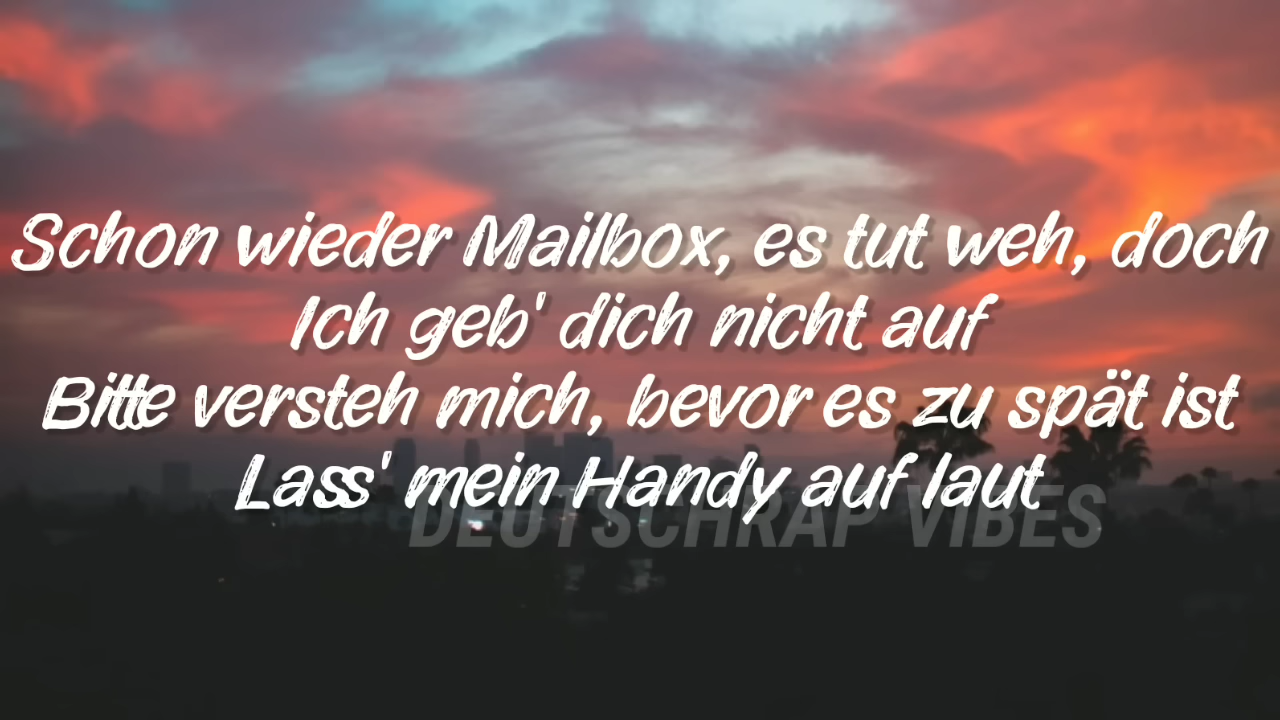 Schon wieder Mailbox, es tut weh, doch
Ich geb' dich nicht auf
Bitte versteh mich, bevor es zu spät ist
Lass' mein Handy auf laut
DEUTSCHRAP VIBES